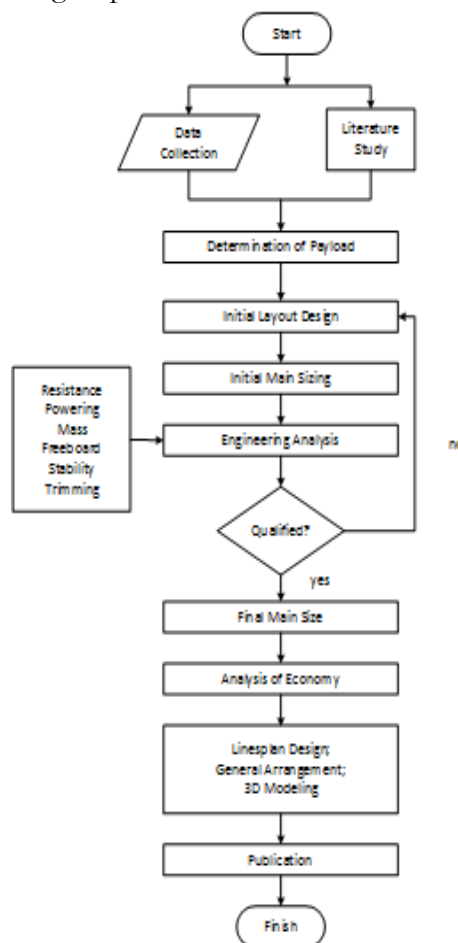 Start
Data
Collection
Literature
Study
Determination of Payload
Initial Layout Design
Initial Main Sizing
Resistance
Powering
Mass
Freeboard
Stability
Trimming
Engineering Analysis
Qualified?
yes
Final Main Size
Analysis of Economy
Linesplan Design;
General Arrangement;
3D Modeling
Publication
Finish